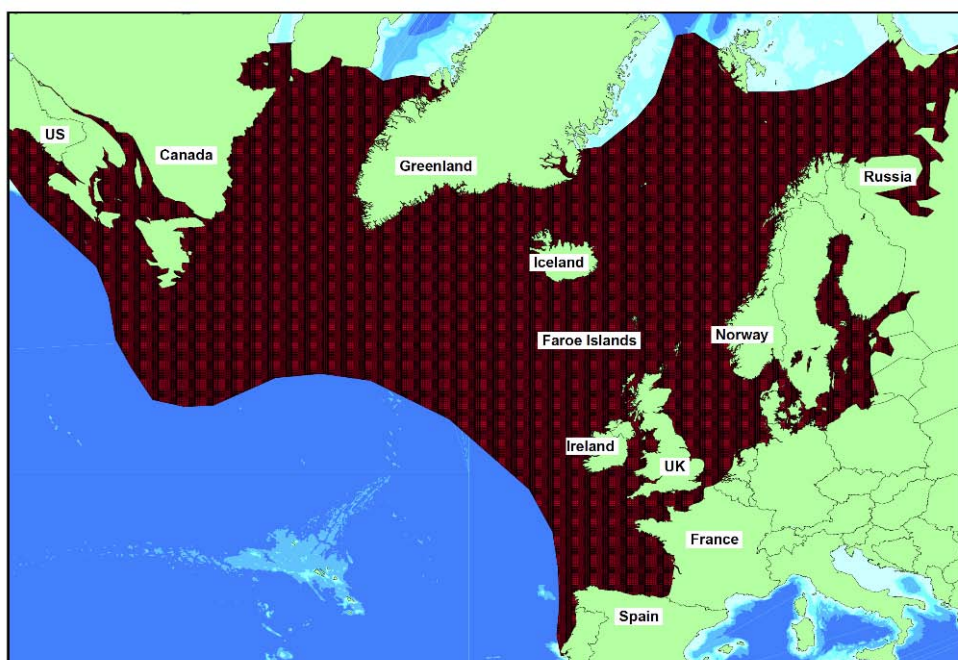 US
Canada
Greenland
Russia
Iceland
Faroe Islands
Norway
Ireland
UK
France
Spain